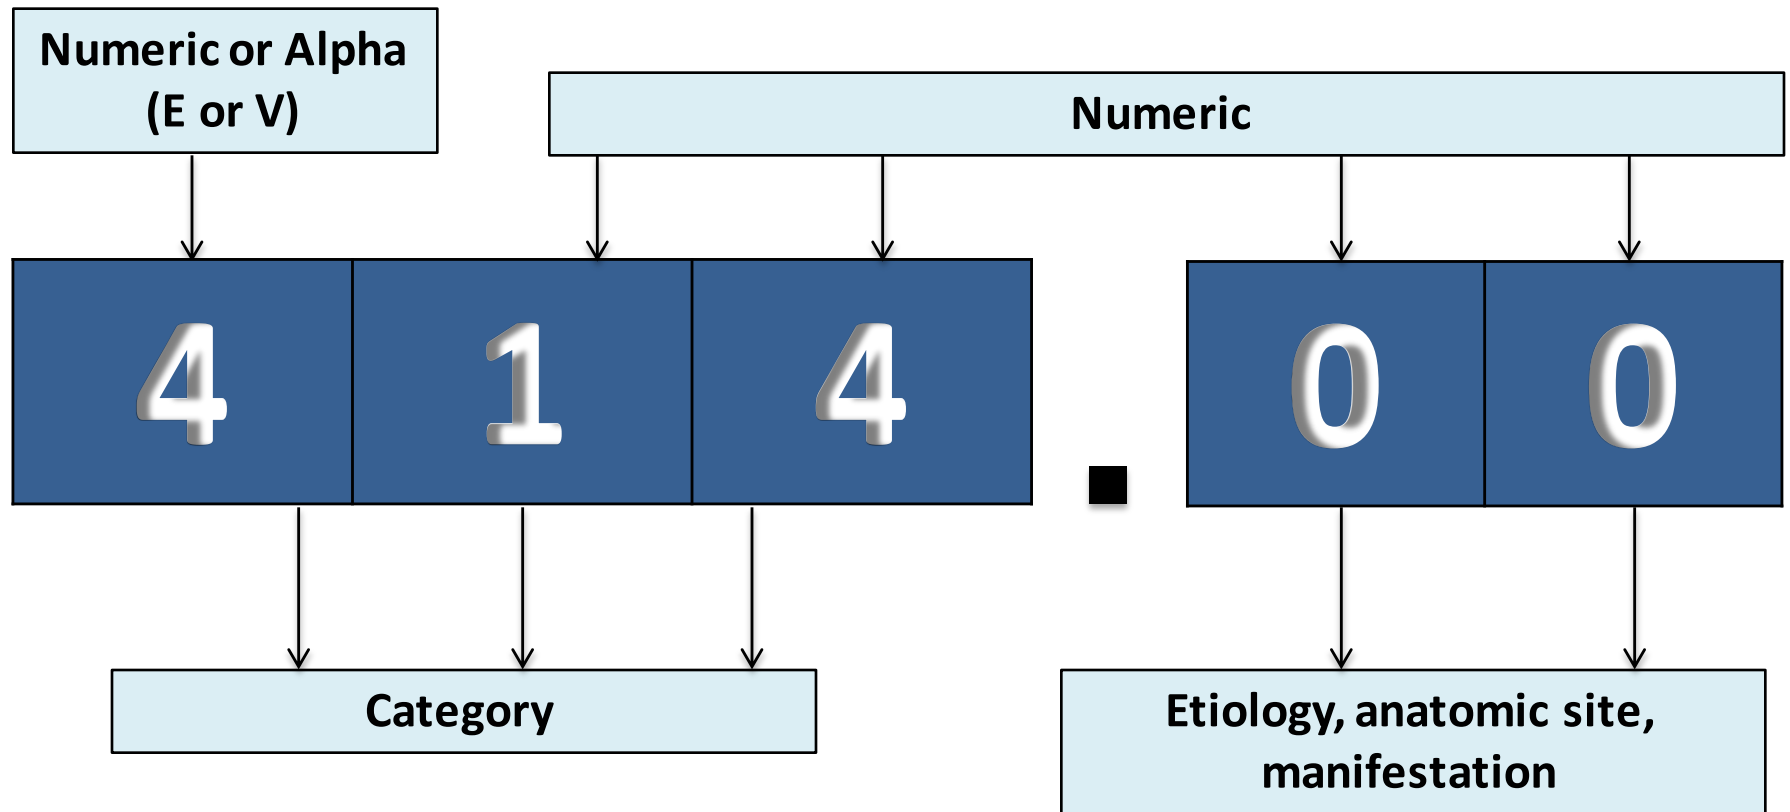 Numeric or Alpha
(E or V)
Numeric
4 1 4 . 0 0
Category
Etiology, anatomic site,
manifestation